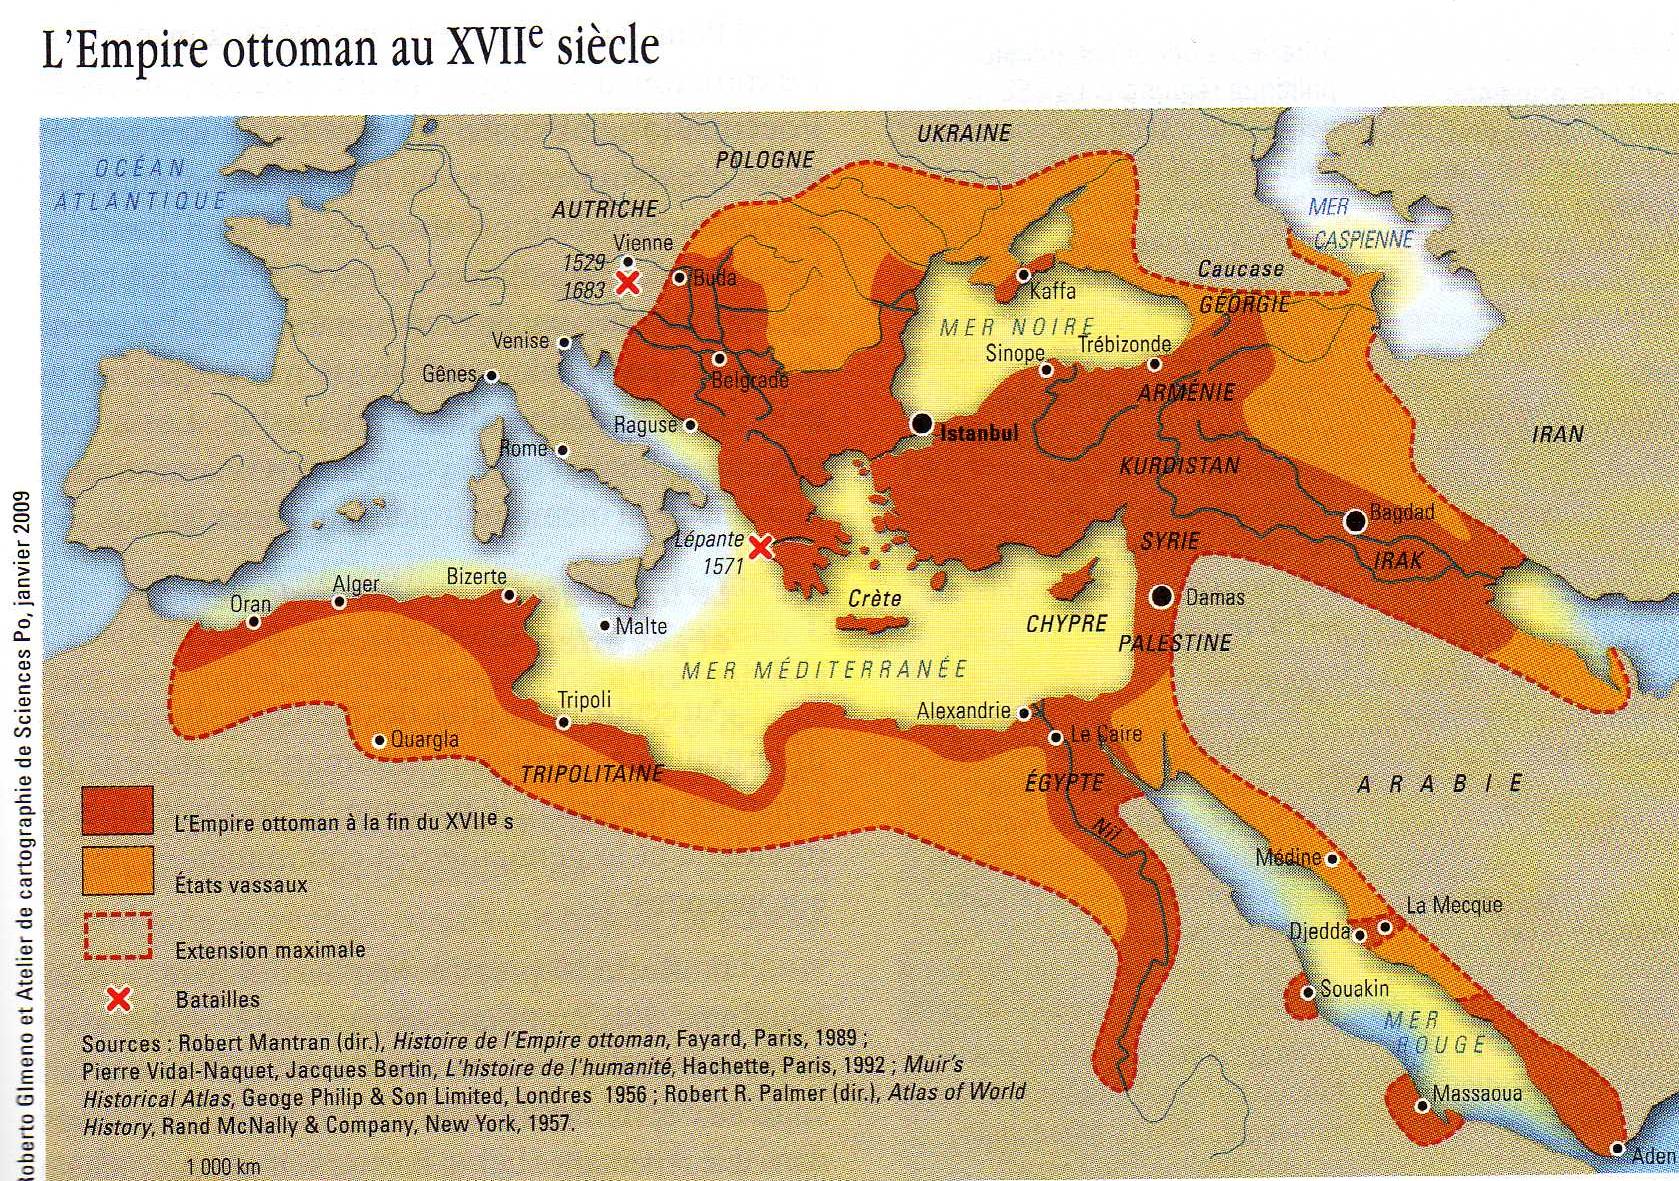 L'Empire ottoman au XVIIe siècle
OCÉAN
ATLANTIQUE
POLOGNE
UKRAINE
AUTRICHE
Vienne
1529
1683
Buda
MER
CASPIENNE
Caucase
GÉORGIE
Kaffa
MER NOIRE
Sinope
Trébizonde
Venise
Gênes
Belgrade
ARMÉNIE
Raguse
Istanbul
IRAN
Rome
KURDISTAN
Bagdad
Lépante
1571
SYRIE
IRAK
Alger
Bizerte
Oran
Crète
CHYPRE
Damas
Malte
PALESTINE
MER MÉDITERRANÉE
Tripoli
Alexandrie
Le Caire
Quargla
TRIPOLITAINE
ÉGYPTE
ARABIE
Nil
Médine
La Mecque
Djedda
Souakin
MER
ROUGE
Massaoua
Aden
L'Empire ottoman à la fin du XVIIe s
États vassaux
Extension maximale
Batailles
Sources : Robert Mantran (dir.), Histoire de l'Empire ottoman, Fayard, Paris, 1989 ;
Pierre Vidal-Naquet, Jacques Bertin, L'histoire de l'humanité, Hachette, Paris, 1992 ; Muir's
Historical Atlas, Geoge Philip & Son Limited, Londres 1956 ; Robert R. Palmer (dir.), Atlas of World
History, Rand McNally & Company, New York, 1957.
1 000 km
GImeno et Atelier de cartographie de Sciences Po, janvier 2009